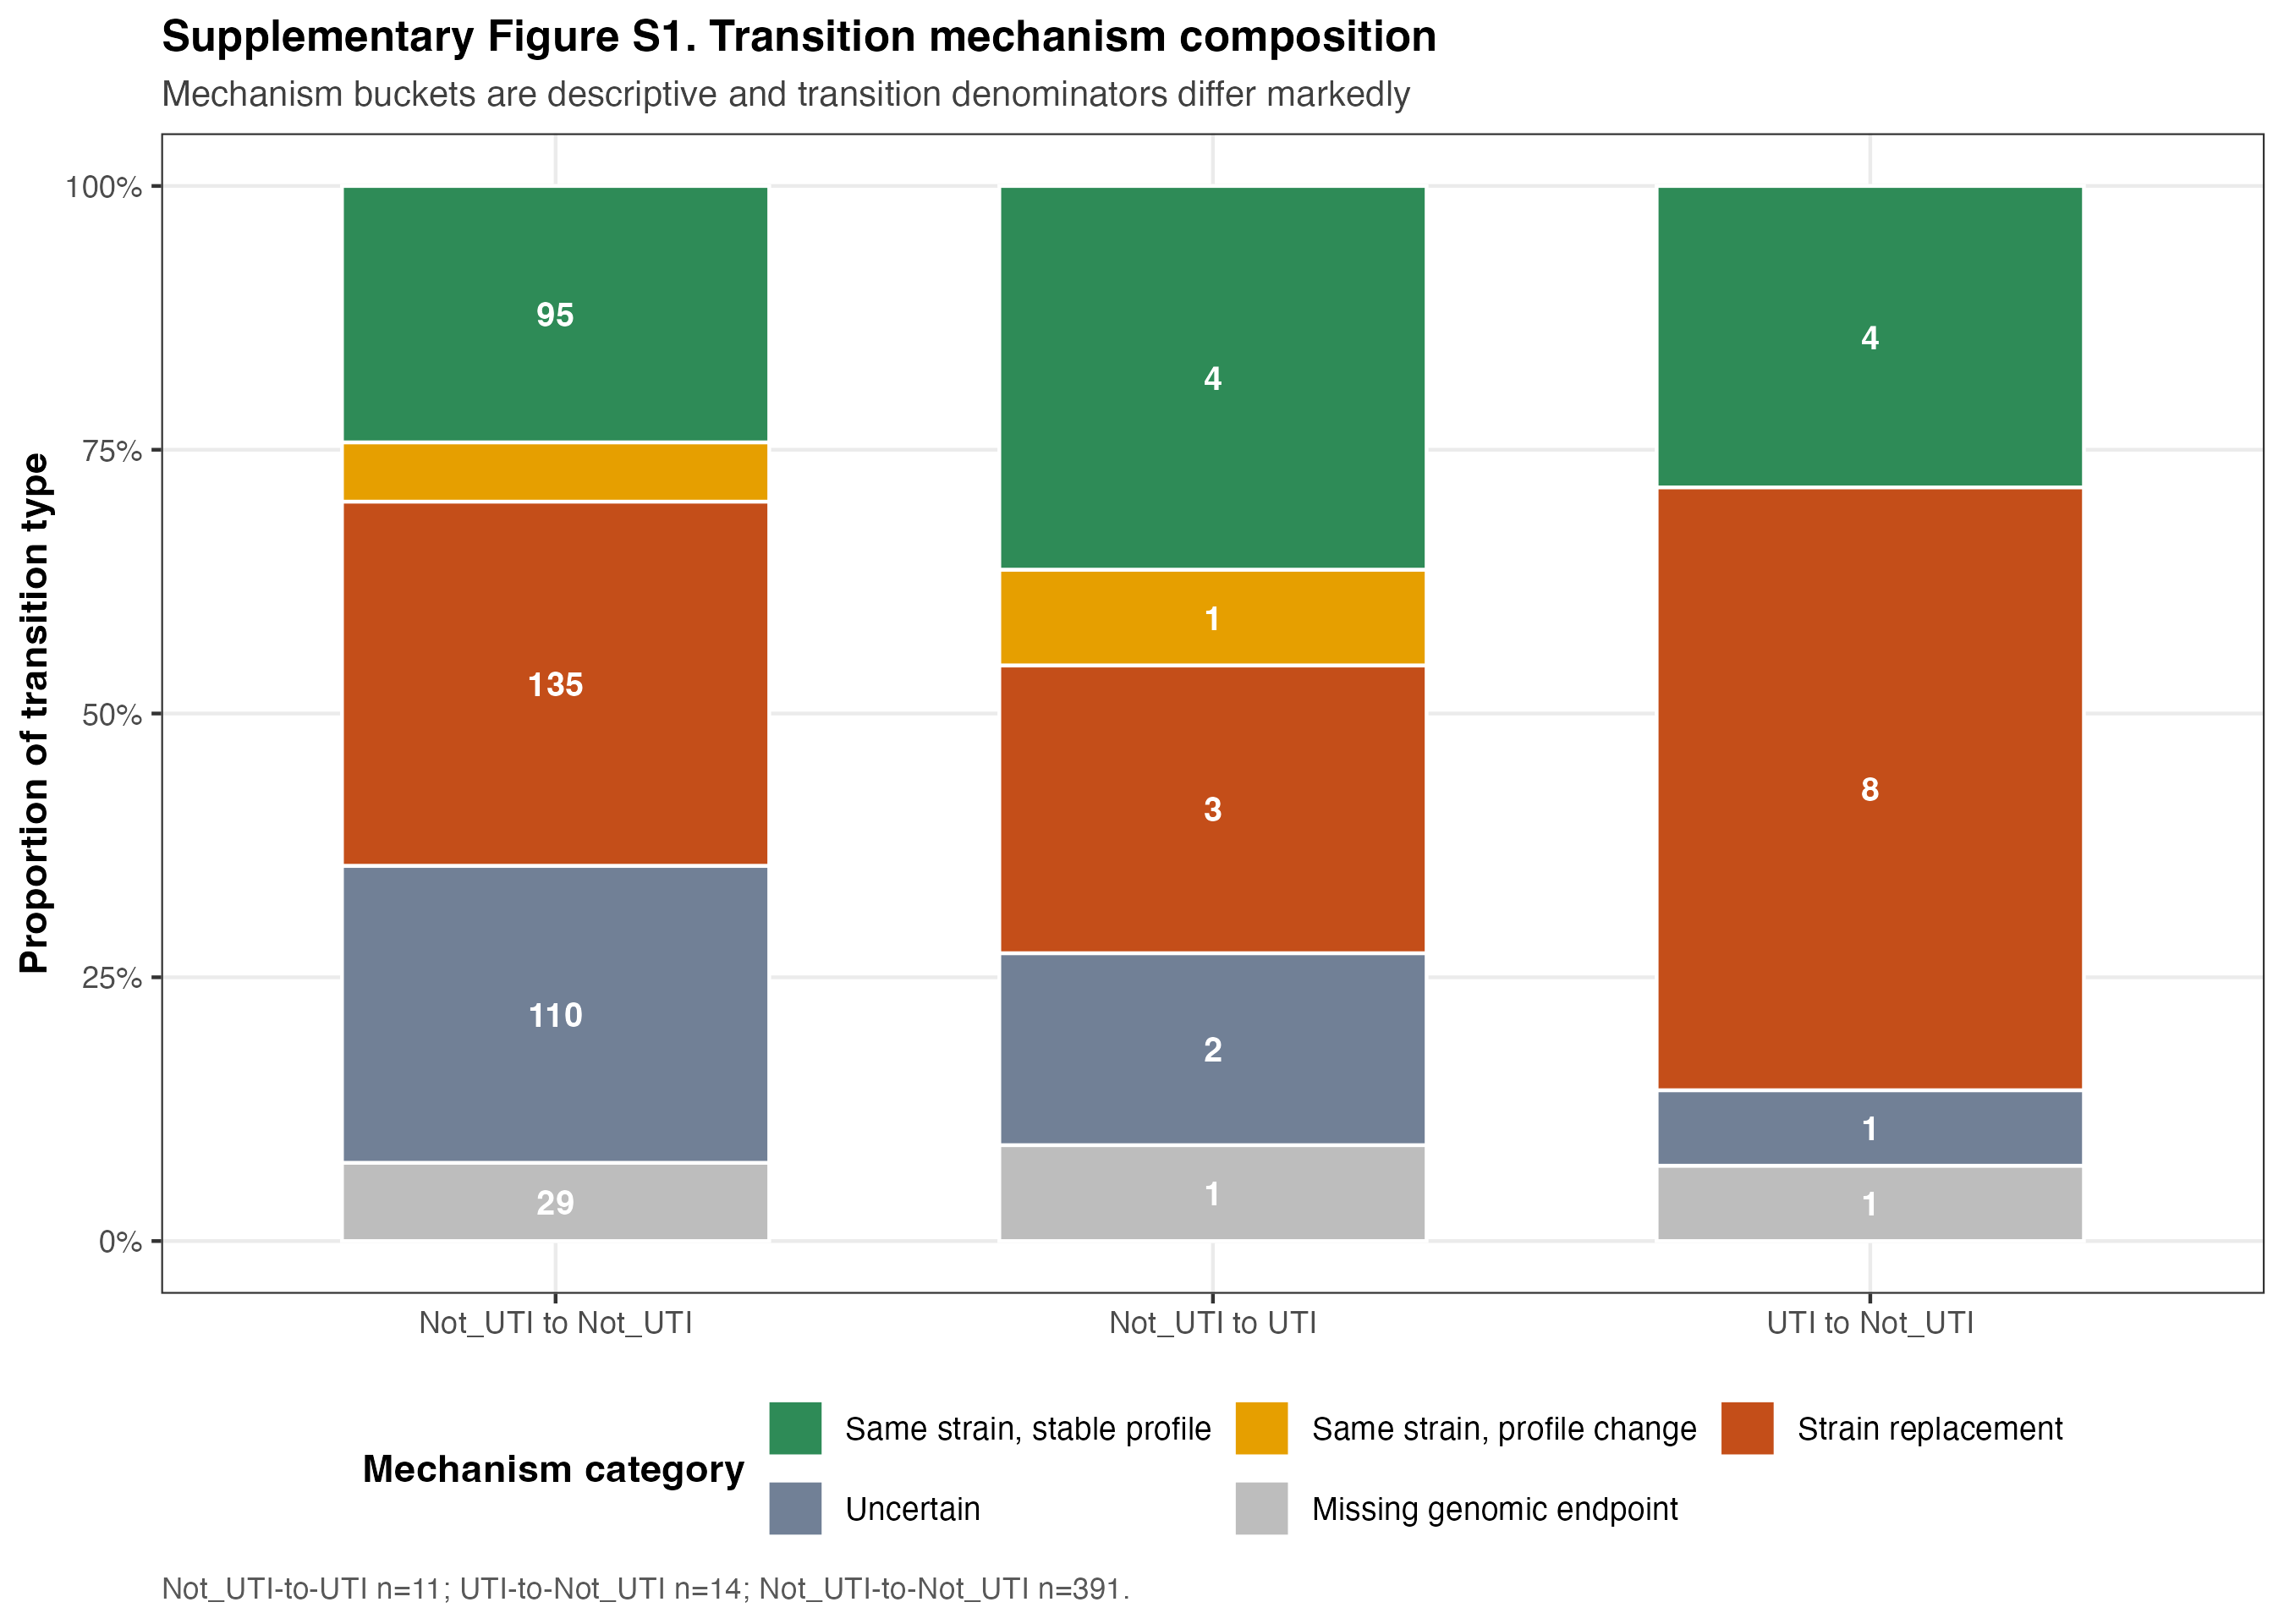 Supplementary Figure S1. Transition mechanism composition
Mechanism buckets are descriptive and transition denominators differ markedly
Proportion of transition type
100%
75%
50%
25%
0%
95
135
110
29
4
1
3
2
1
4
8
1
1
Not_UTI to Not_UTI
Not_UTI to UTI
UTI to Not_UTI
Mechanism category
Same strain, stable profile
Same strain, profile change
Strain replacement
Uncertain
Missing genomic endpoint
Not_UTI-to-UTI n=11; UTI-to-Not_UTI n=14; Not_UTI-to-Not_UTI n=391.